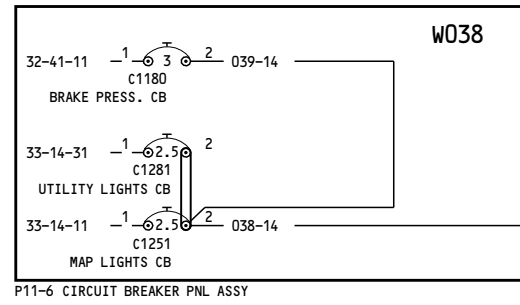 W038
32-41-11 1 3 2 039-14
C1180
BRAKE PRESS. CB
33-14-31 1 2.5 2
C1281
UTILITY LIGHTS CB
33-14-11 1 2.5 2 038-14
C1251
MAP LIGHTS CB
P11-6 CIRCUIT BREAKER PNL ASSY